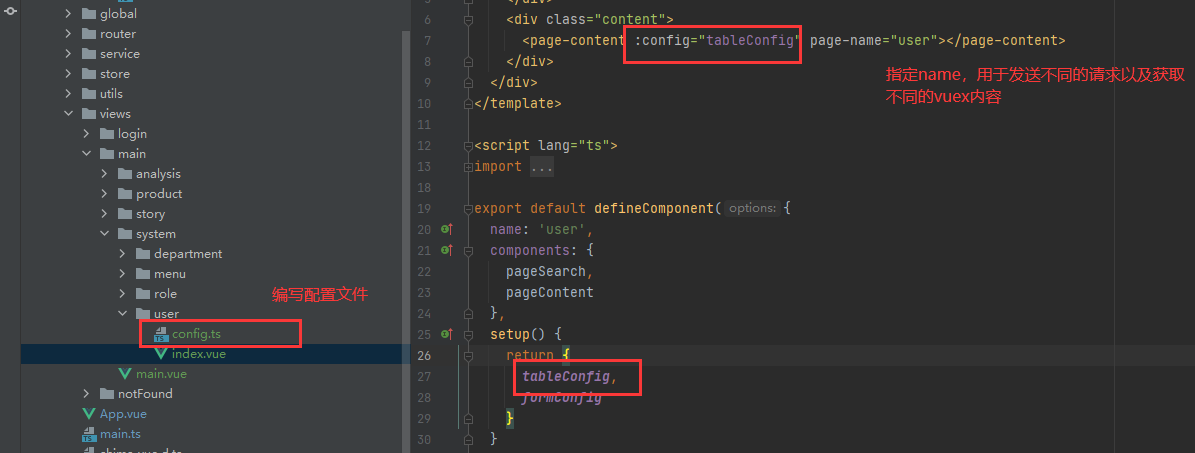 global
router
service
store
utils
views
login
main
analysis
product
story
system
department
menu
role
user
config.ts
index.vue
main.vue
notFound
App.vue
main.ts
编写配置文件
6 <div class="content">
7 <page-content :config="tableConfig" page-name="user"></page-content>
8 </div>
9 </div>
10 </template>
11
12 <script lang="ts">
13 import ...
18
19 export default defineComponent( options: {
20 name: 'user',
21 components: {
22 pageSearch,
23 pageContent
24 },
25 setup() {
26 return {
27 tableConfig,
28 formConfig
29 }
30 }
指定name，用于发送不同的请求以及获取
不同的vuex内容